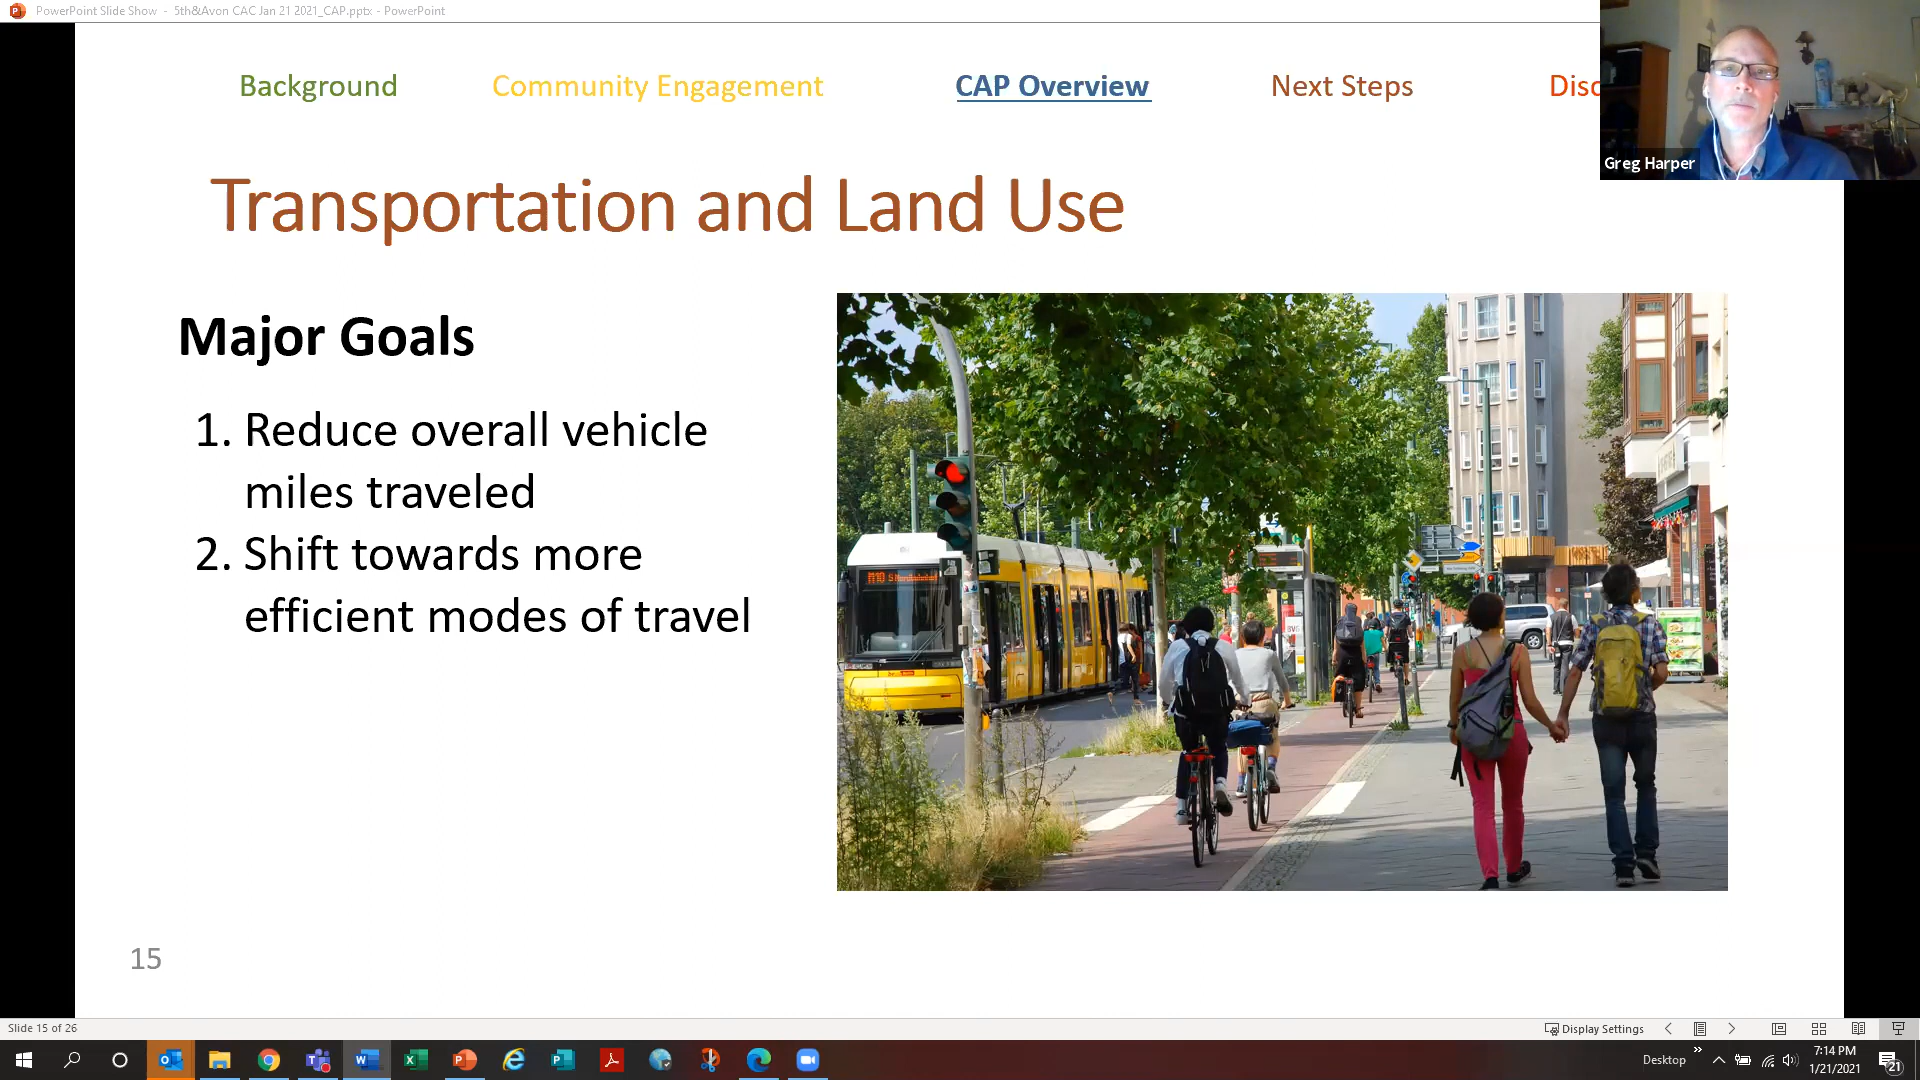 PowerPoint Slide Show - 5th&Avon CAC Jan 21 2021_CAP.pptx - PowerPoint
Background
Community Engagement
CAP Overview
Next Steps
Disc
Greg Harper
Transportation and Land Use
Major Goals
1. Reduce overall vehicle
miles traveled
2. Shift towards more
efficient modes of travel
M10
BVG
15
Slide 15 of 26
Display Settings
Desktop
7:14 PM
1/21/2021
21